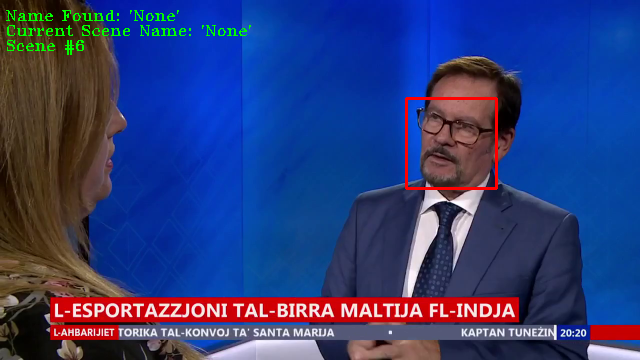 Name Found: 'None'
Current Scene Name: 'None'
Scene #6
L-ESPORTAZZJONI TAL-BIRRA MALTIJA FL-INDJA
L-AHBARIJIET TORIKA TAL-KONVOJ TA' SANTA MARIJA • KAPTAN TUNEŻIN 20:20